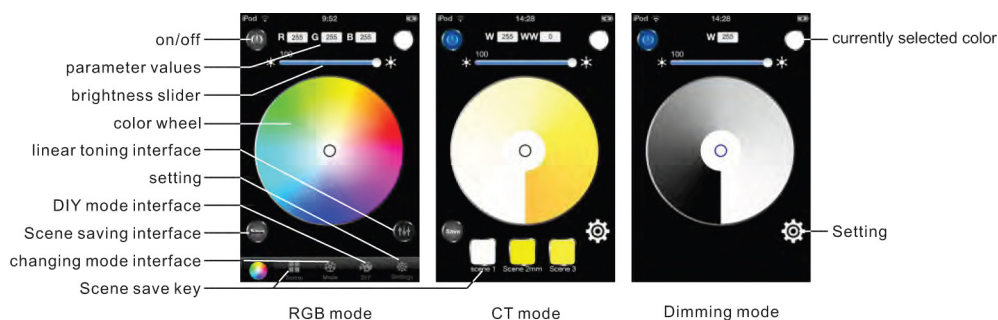 iPod 9:52
R 255 G 255 B 255
100
Save
Scene Mode DIY Settings
RGB mode
iPod 14:28
W 255 WW 0
100
Save
scene 1 Scene 2mm Scene 3
CT mode
iPod 14:28
W 255
100
Dimming mode
on/off
parameter values
brightness slider
color wheel
linear toning interface
setting
DIY mode interface
Scene saving interface
changing mode interface
Scene save key
currently selected color
Setting